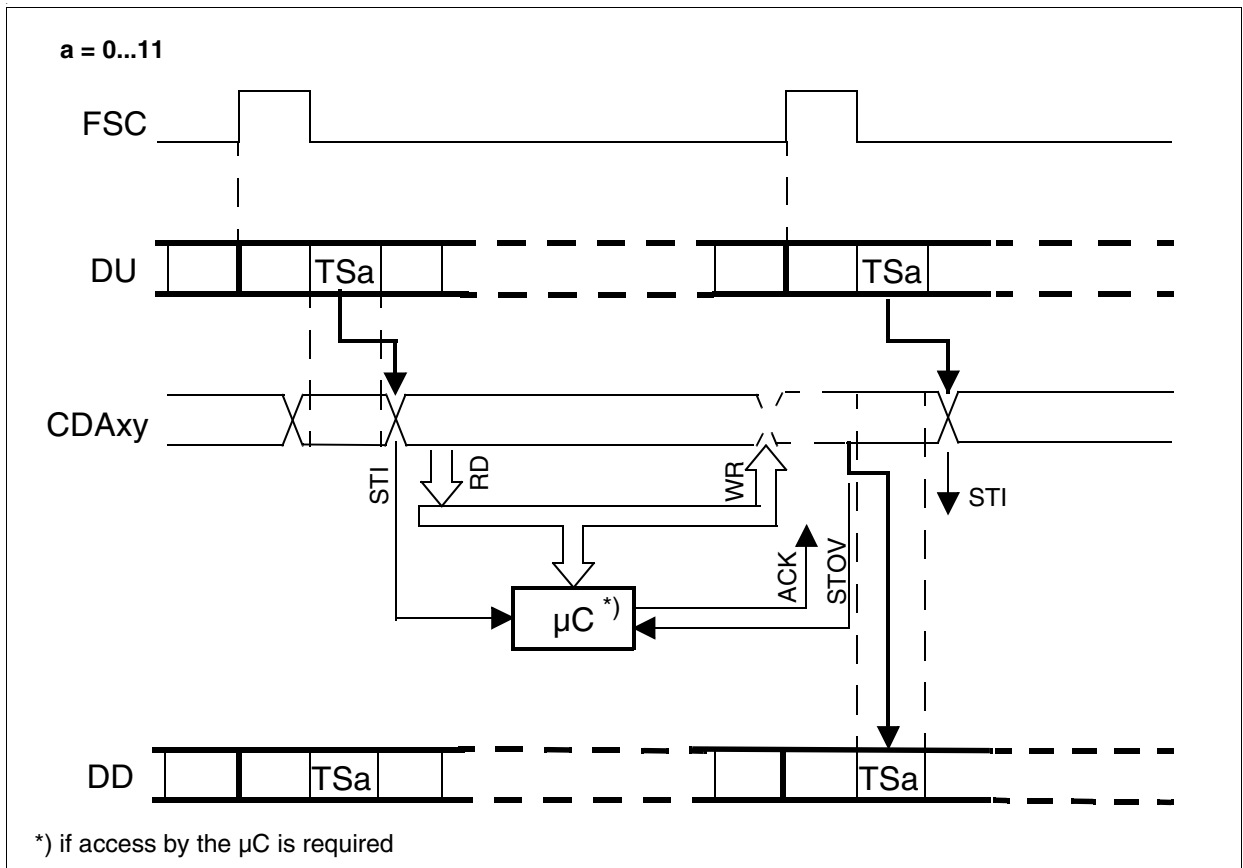 a = 0...11
FSC
DU
TSa
TSa
CDAxy
STI
RD
WR
STI
ACK
STOV
µC *)
DD
TSa
TSa
*) if access by the µC is required